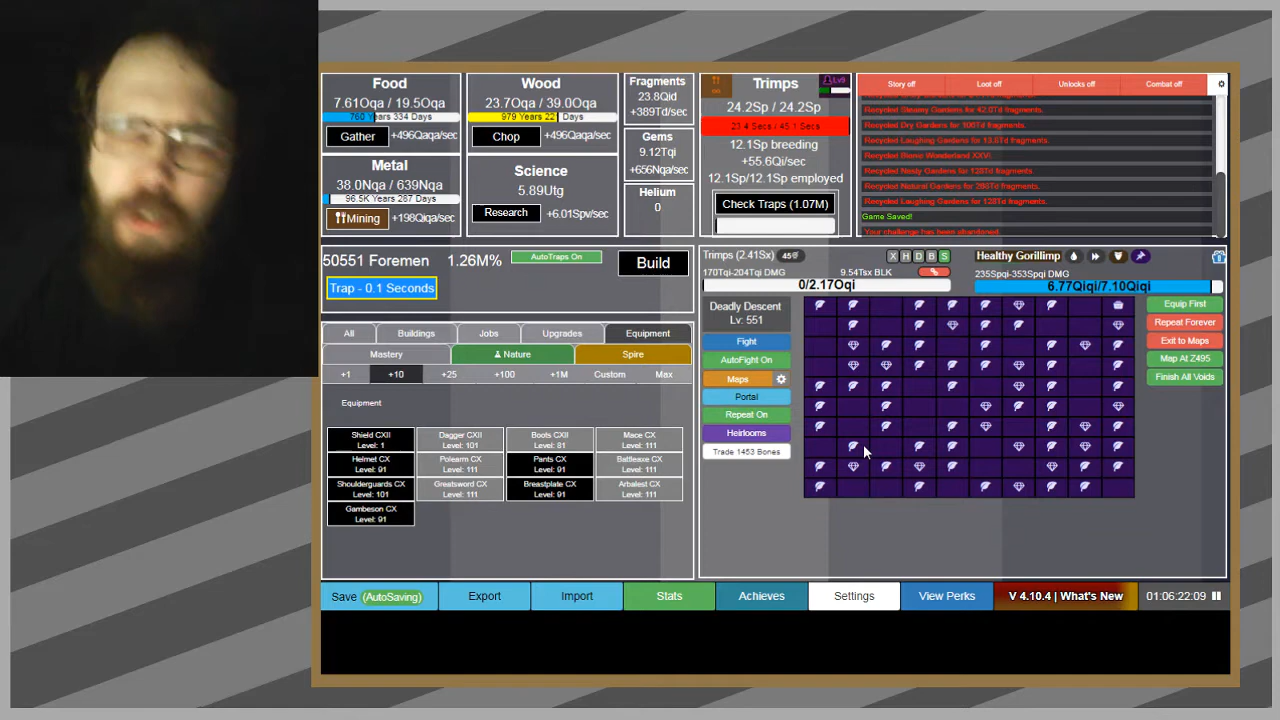 Food
7.61Oqa / 19.5Oqa
760 Years 334 Days
Gather
+496Qaqa/sec
Wood
23.7Oqa / 39.0Oqa
979 Years 221 Days
Chop
+496Qaqa/sec
Metal
38.0Nqa / 639Nqa
96.5K Years 287 Days
Mining
+198Qiqa/sec
Science
5.89Utg
Research
+6.01Spv/sec
Fragments
23.8Qid
+389Td/sec
Gems
9.12Tqi
+656Nqa/sec
Helium
0
Trimps
Lv9
24.2Sp / 24.2Sp
23.4 Secs / 45.1 Secs
12.1Sp breeding
+55.6Qi/sec
12.1Sp/12.1Sp employed
Check Traps (1.07M)
Story off
Loot off
Unlocks off
Combat off
Recycled Steamy Gardens for 42.0Td fragments.
Recycled Dry Gardens for 100Td fragments.
Recycled Laughing Gardens for 13.6Td fragments.
Recycled Bionic Wonderland XXV!
Recycled Nosty Gardens for 128Td fragments.
Recycled Natural Gardens for 298Td fragments.
Recycled Laughing Gardens for 128Td fragments.
Game Saved!
Your challenge has been abandoned.
50551 Foremen
1.26M%
AutoTraps On
Build
Trap - 0.1 Seconds
All
Buildings
Jobs
Upgrades
Equipment
Mastery
Nature
Spire
+1
+10
+25
+100
+1M
Custom
Max
Equipment
Shield CXII
Level: 1
Dagger CXII
Level: 101
Boots CXII
Level: 81
Mace CX
Level: 111
Helmet CX
Level: 91
Polearm CX
Level: 111
Pants CX
Level: 91
Battleaxe CX
Level: 111
Shoulderguards CX
Level: 101
Greatsword CX
Level: 111
Breastplate CX
Level: 91
Arbalest CX
Level: 111
Gambeson CX
Level: 91
Trimps (2.41Sx)
45
X
H
D
B
S
170Tqi-204Tqi DMG
9.54Tsx BLK
0/2.17Oqi
Healthy Gorillimp
235Spqi-353Spqi DMG
6.77Qiqi/7.10Qiqi
Deadly Descent
Lv: 551
Fight
AutoFight On
Maps
Portal
Repeat On
Heirlooms
Trade 1453 Bones
Equip First
Repeat Forever
Exit to Maps
Map At Z495
Finish All Voids
Save (AutoSaving)
Export
Import
Stats
Achieves
Settings
View Perks
V 4.10.4 | What's New
01:06:22:09